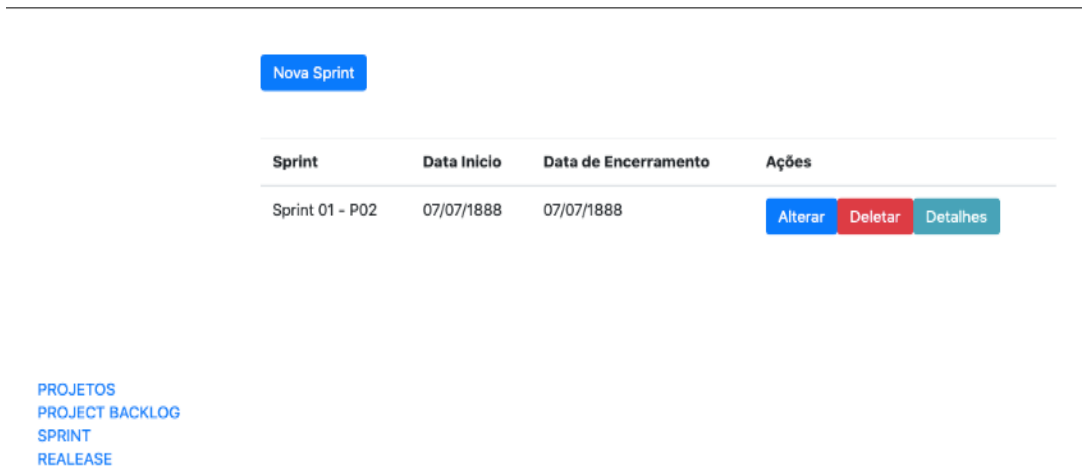 Nova Sprint
Sprint Data Inicio Data de Encerramento Ações
Sprint 01 - P02 07/07/1888 07/07/1888 Alterar Deletar Detalhes
PROJETOS
PROJECT BACKLOG
SPRINT
REALEASE